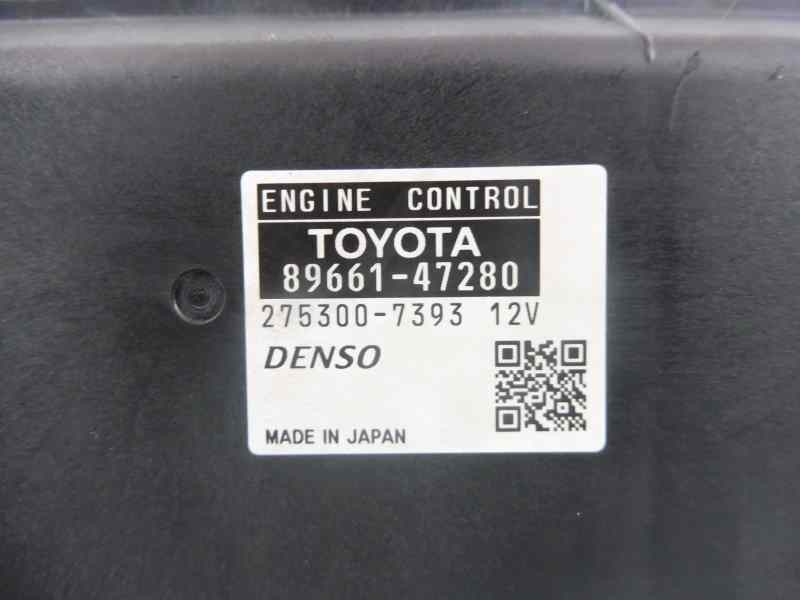 ENGINE CONTROL
TOYOTA
89661-47280
275300-7393 12V
DENSO
MADE IN JAPAN